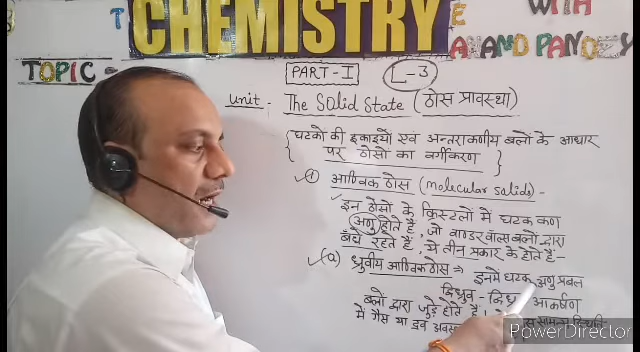 CHEMISTRY
WITH
ANAND PANDEY
TOPIC -
PART-I
L-3
Unit - The Solid State (ठोस प्रावस्था)
{घटको की इकाइयों एवं अन्तराकणीय बलों के आधार
पर ठोसो का वर्गीकरण}
① आण्विक ठोस (molecular solids) -
इन ठोसो के क्रिस्टलों में घटक कण
अणु होते हैं, जो वाण्डरवॉल्स बलों द्वारा
बँधे रहते हैं, ये तीन प्रकार के होते हैं:-
(a) ध्रुवीय आण्विक ठोस ⇒ इनमें घटक अणु प्रबल
द्विध्रुव - द्विध्रु आकर्षण
बलों द्वारा जुड़े होते हैं। सामान्य
में गैस या द्रव अवस
PowerDirector